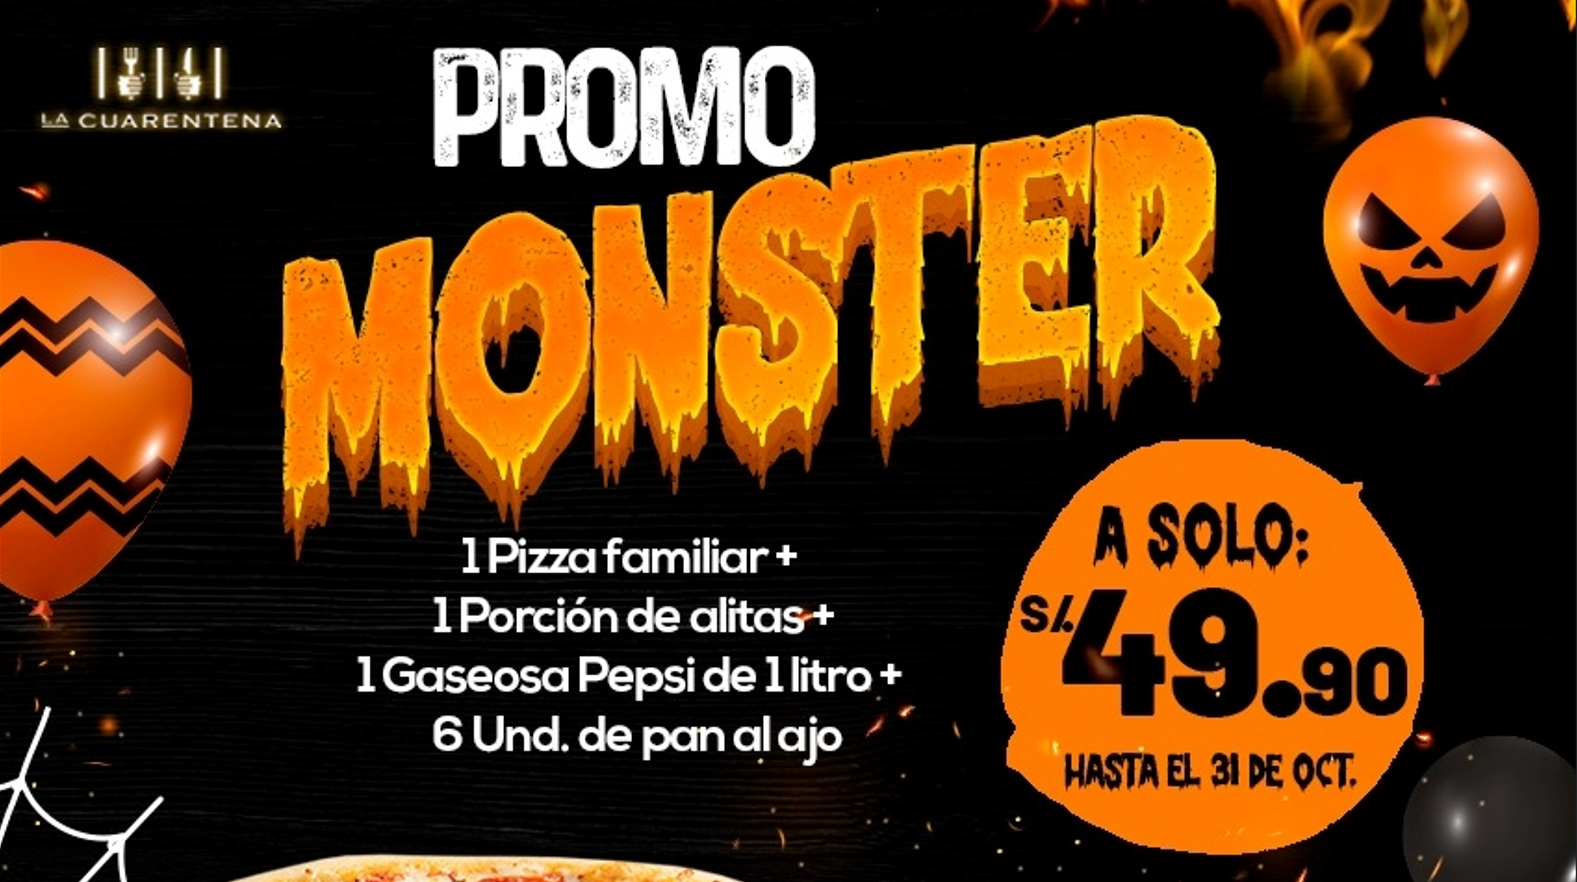 LA CUARENTENA
PROMO
MONSTER
1 Pizza familiar +
1 Porción de alitas +
1 Gaseosa Pepsi de 1 litro +
6 Und. de pan al ajo
A SOLO:
S/.49.90
HASTA EL 31 DE OCT.